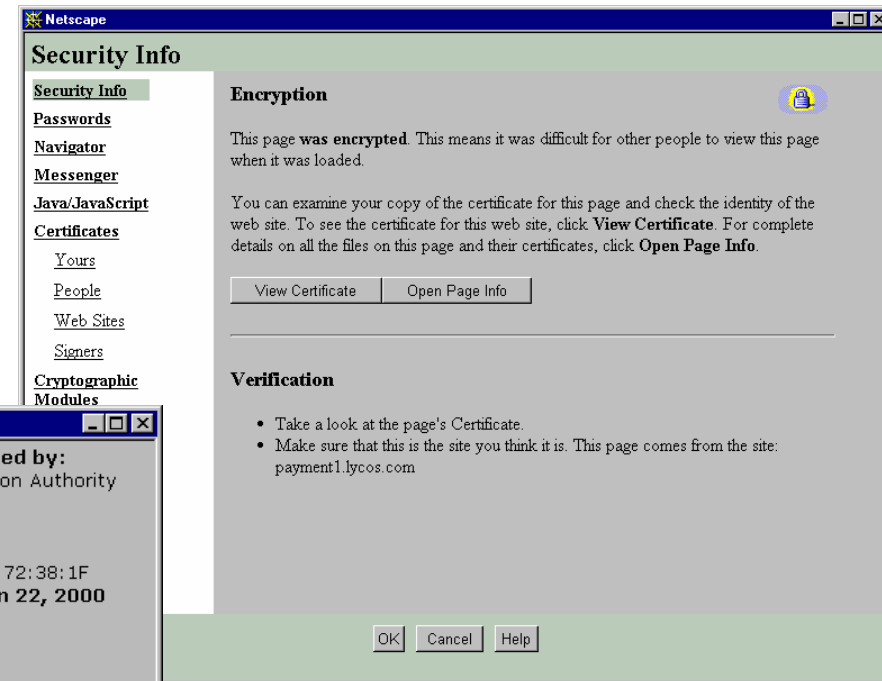 Netscape
Security Info
Security Info
Passwords
Navigator
Messenger
Java/JavaScript
Certificates
Yours
People
Web Sites
Signers
Cryptographic
Modules
Encryption
This page was encrypted. This means it was difficult for other people to view this page
when it was loaded.
You can examine your copy of the certificate for this page and check the identity of the
web site. To see the certificate for this web site, click View Certificate. For complete
details on all the files on this page and their certificates, click Open Page Info.
View Certificate Open Page Info
Verification
• Take a look at the page's Certificate.
• Make sure that this is the site you think it is. This page comes from the site:
payment1.lycos.com
OK Cancel Help
by:
Authority
72:38:1F
22, 2000